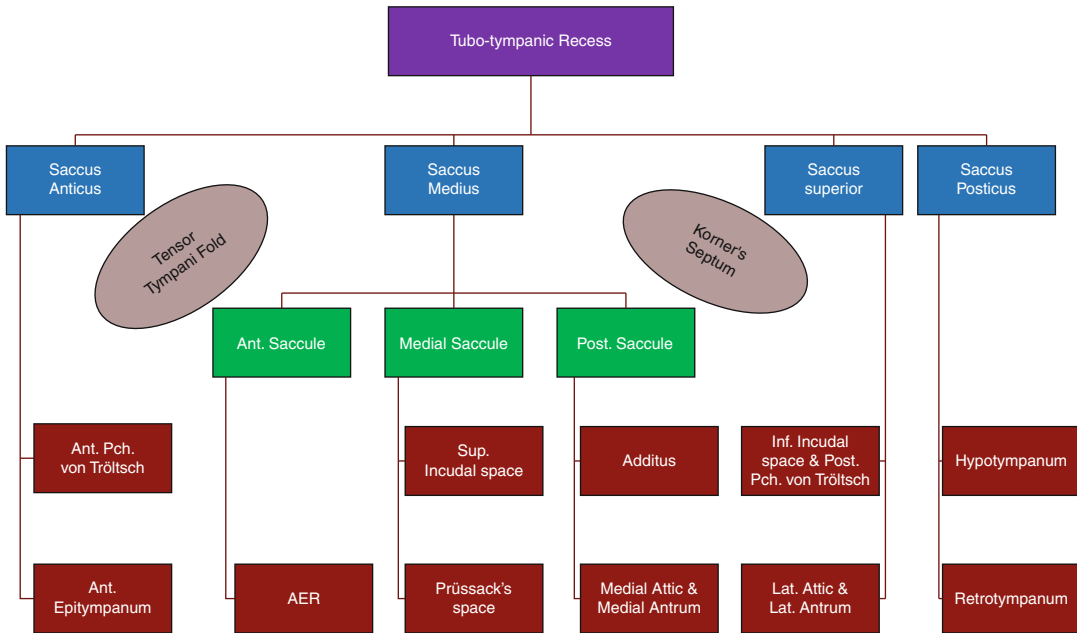 Tubo-tympanic Recess
Saccus
Anticus
Saccus
Medius
Saccus
superior
Saccus
Posticus
Tensor
Tympani Fold
Korner's
Septum
Ant. Saccule
Medial Saccule
Post. Saccule
Ant. Pch.
von Tröltsch
Sup.
Incudal space
Additus
Inf. Incudal
space & Post.
Pch. von Tröltsch
Hypotympanum
Ant.
Epitympanum
AER
Prüssack's
space
Medial Attic &
Medial Antrum
Lat. Attic &
Lat. Antrum
Retrotympanum